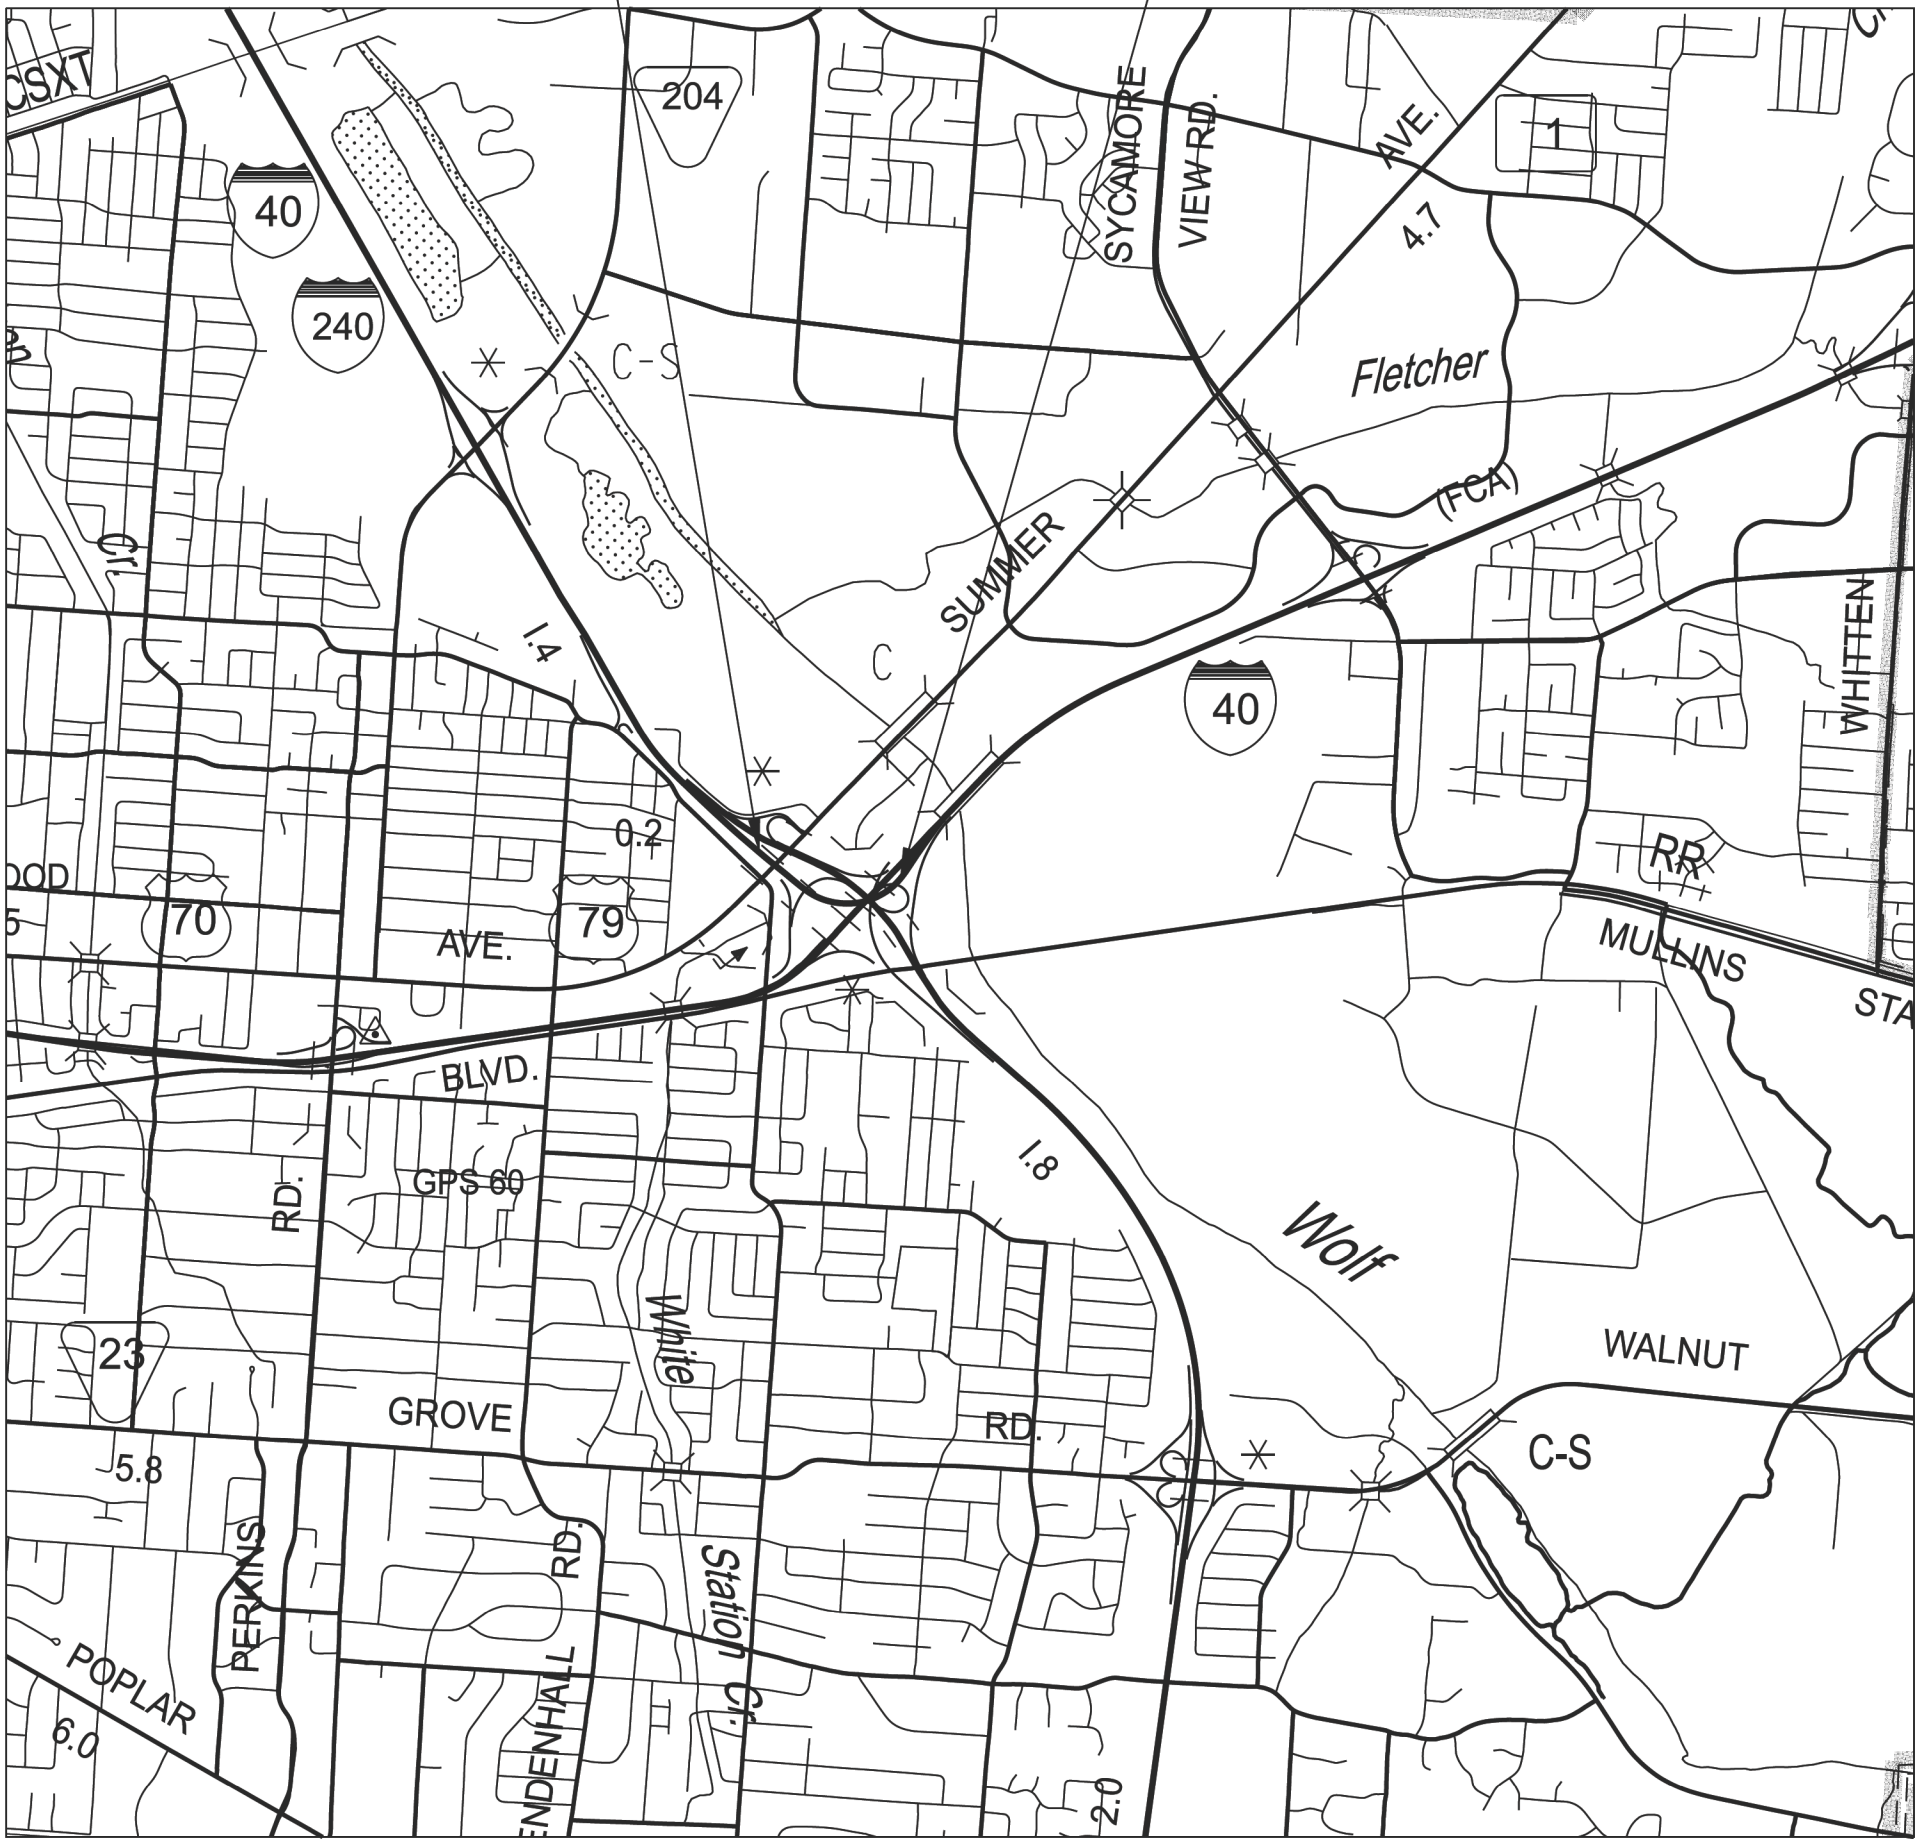 CSXT
204
SYCAMORE
VIEW RD.
AVE.
1
40
4.7
240
C-S
Fletcher
(FCA)
Cr.
SUMMER
1.4
C
WHITTEN
40
0.2
OOD
RR
70
79
AVE.
MULLINS
STA
BLVD.
GPS 60
RD.
1.8
Wolf
White
WALNUT
23
GROVE
RD.
C-S
5.8
PERKINS
RD.
Station
POPLAR
ENDENHALL
Cr.
6.0
2.0